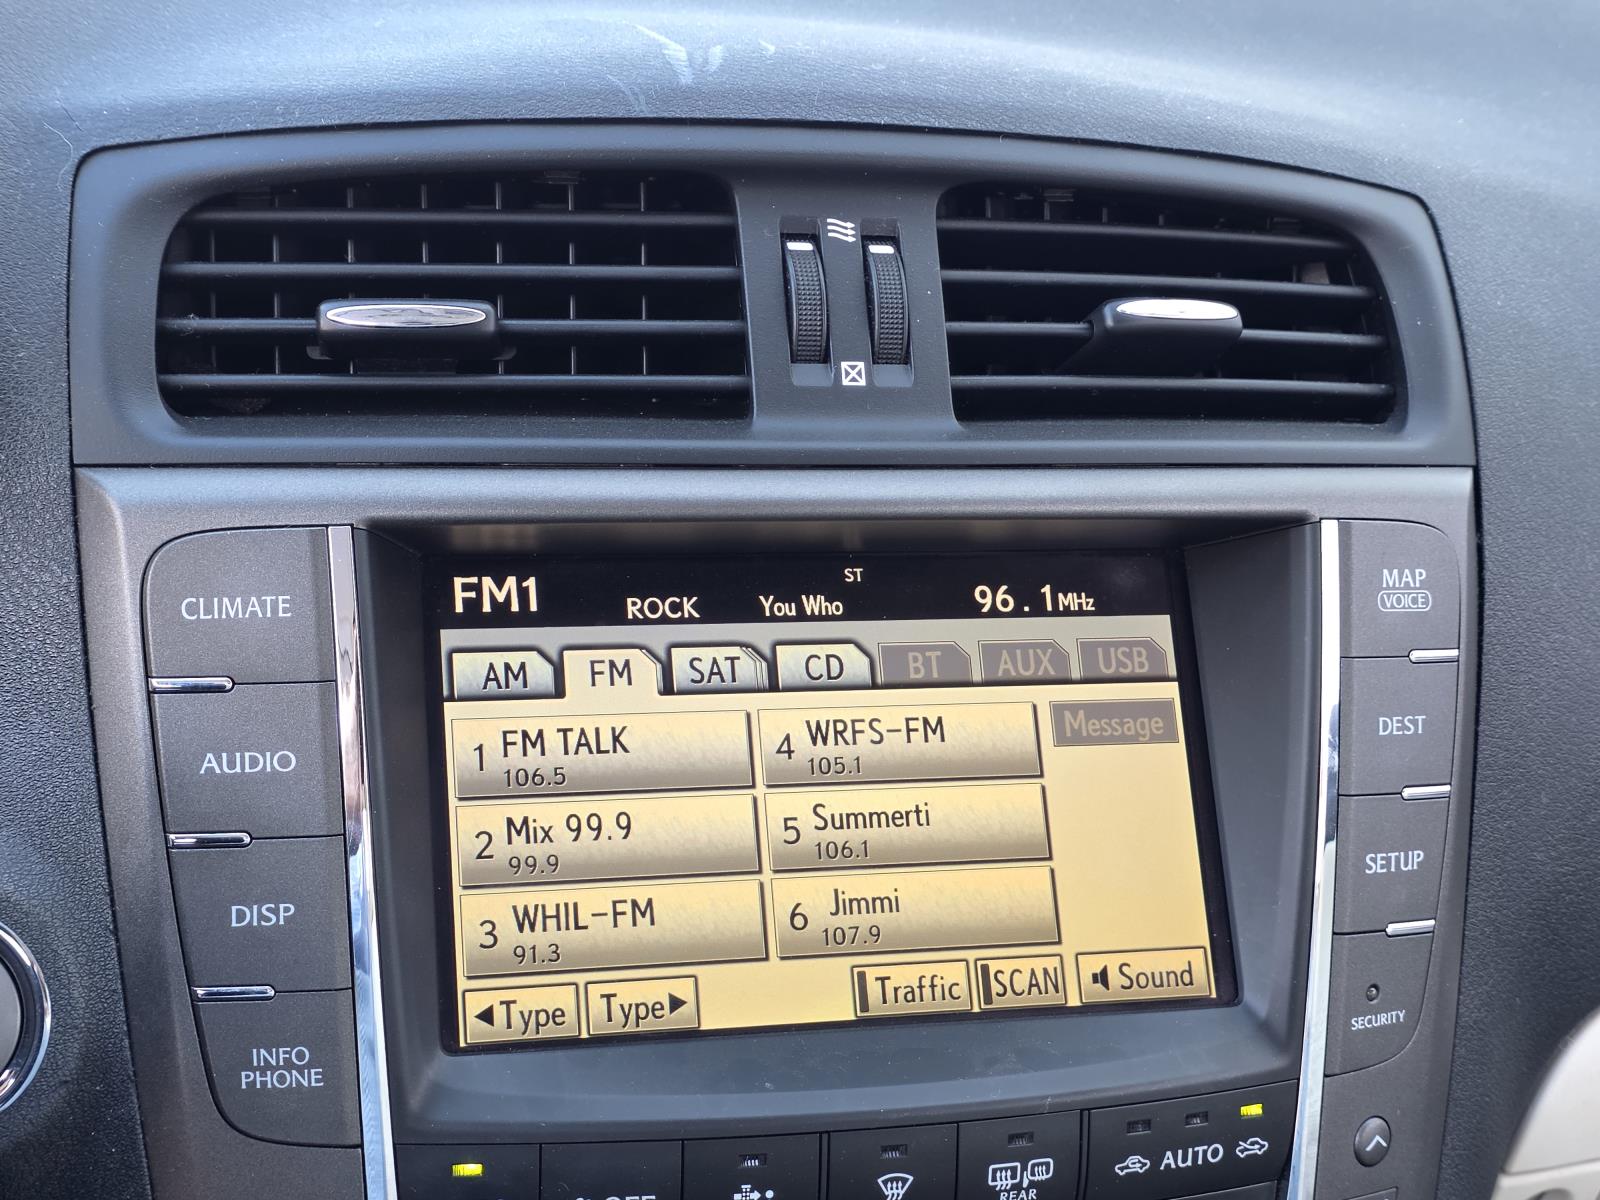 FM1 ROCK You Who ST 96.1MHz
AM FM SAT CD BT AUX USB
1 FM TALK
106.5
2 Mix 99.9
99.9
3 WHIL-FM
91.3
4 WRFS-FM
105.1
5 Summerti
106.1
6 Jimmi
107.9
Message
◄Type Type► Traffic SCAN Sound
CLIMATE
AUDIO
DISP
INFO
PHONE
MAP
VOICE
DEST
SETUP
SECURITY
OFF
REAR
AUTO